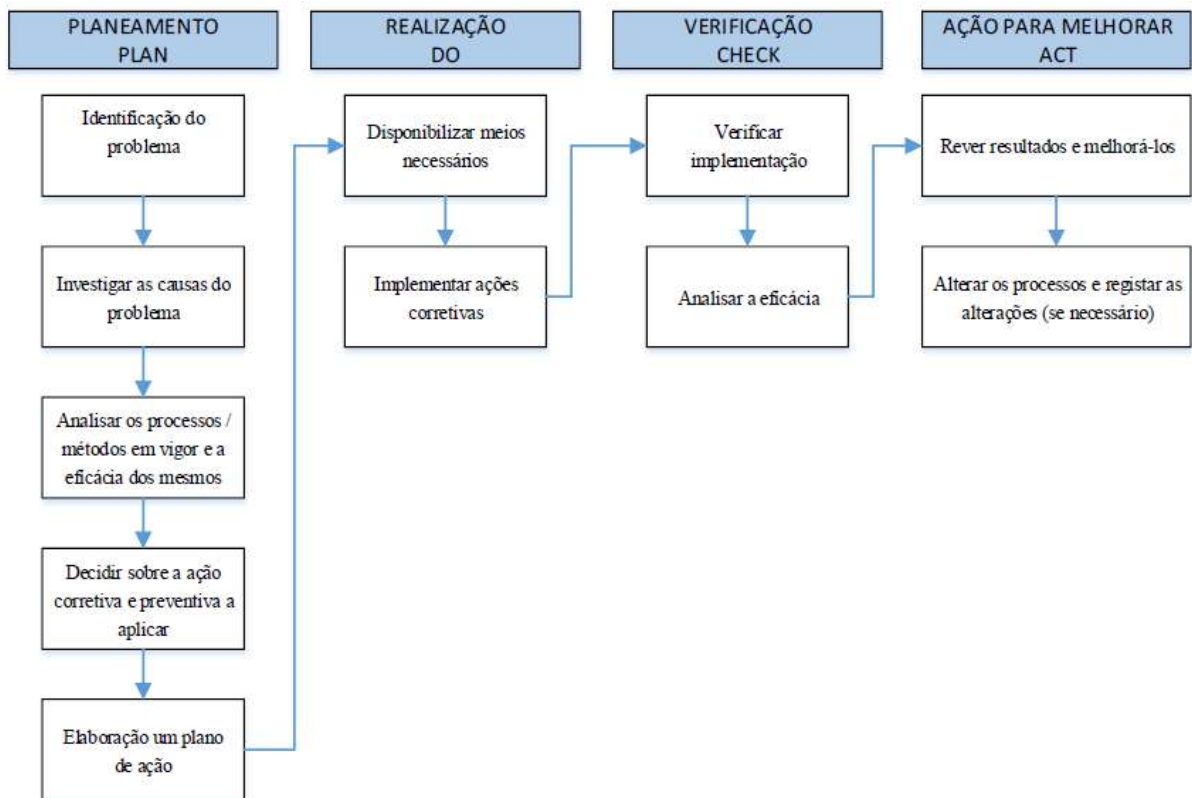 PLANEAMENTO
PLAN
Identificação do
problema
Investigar as causas do
problema
Analisar os processos /
métodos em vigor e a
eficácia dos mesmos
Decidir sobre a ação
corretiva e preventiva a
aplicar
Elaboração um plano
de ação
REALIZAÇÃO
DO
Disponibilizar meios
necessários
Implementar ações
corretivas
VERIFICAÇÃO
CHECK
Verificar
implementação
Analisar a eficácia
AÇÃO PARA MELHORAR
ACT
Rever resultados e melhorá-los
Alterar os processos e registar as
alterações (se necessário)